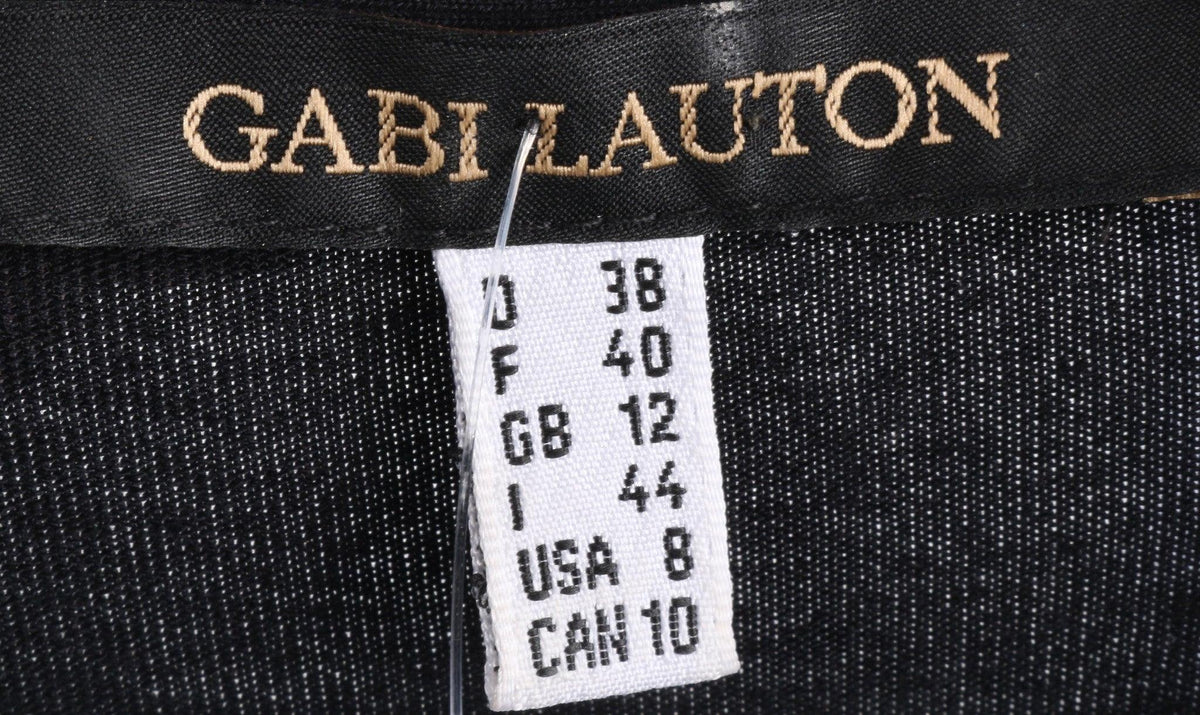 GABI LAUTON
D 38
F 40
GB 12
I 44
USA 8
CAN 10